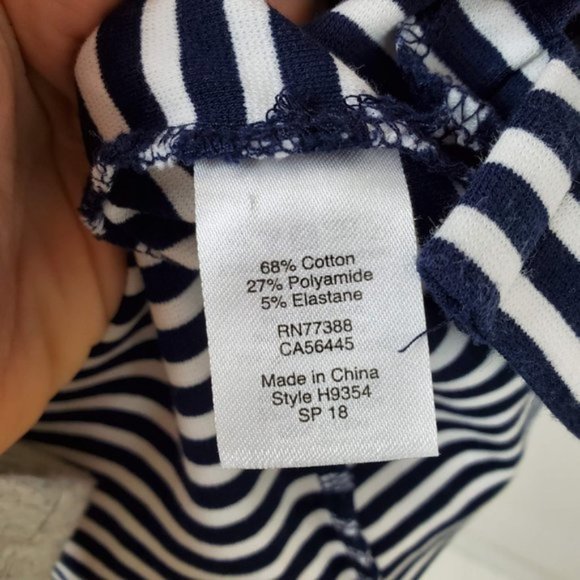 68% Cotton
27% Polyamide
5% Elastane
RN77388
CA56445
Made in China
Style H9354
SP 18